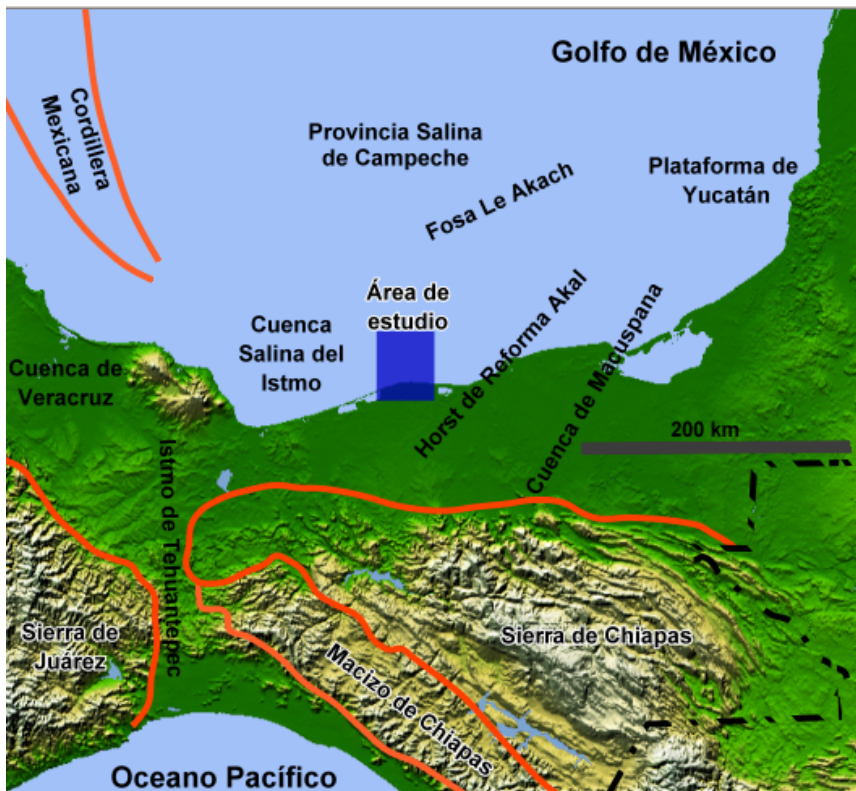 Golfo de México
Cordillera
Mexicana
Provincia Salina
de Campeche
Plataforma de
Yucatán
Fosa Le Akach
Área de
estudio
Cuenca
Salina del
Istmo
Horst de Reforma Akal
Cuenca de Macuspana
Cuenca de
Veracruz
200 km
Istmo de Tehuantepec
Sierra de
Juárez
Sierra de Chiapas
Macizo de Chiapas
Oceano Pacífico